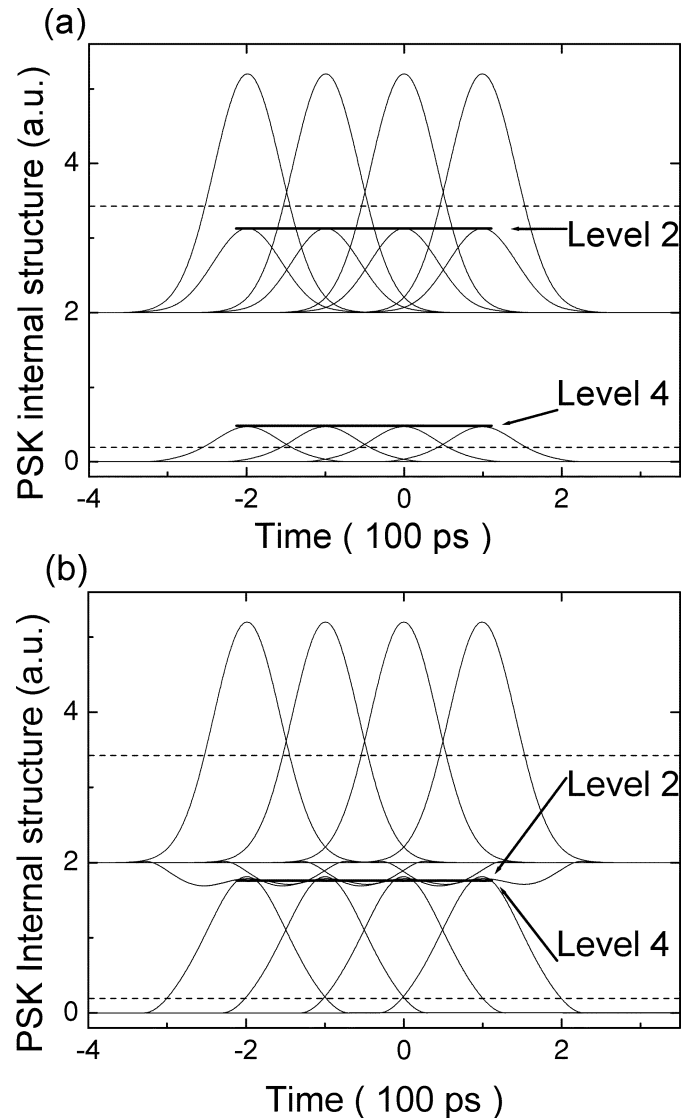 (a)
PSK internal structure (a.u.)
4
2
0
Level 2
Level 4
-4
-2
0
2
Time ( 100 ps )
(b)
PSK Internal structure (a.u.)
4
2
0
Level 2
Level 4
-4
-2
0
2
Time ( 100 ps )